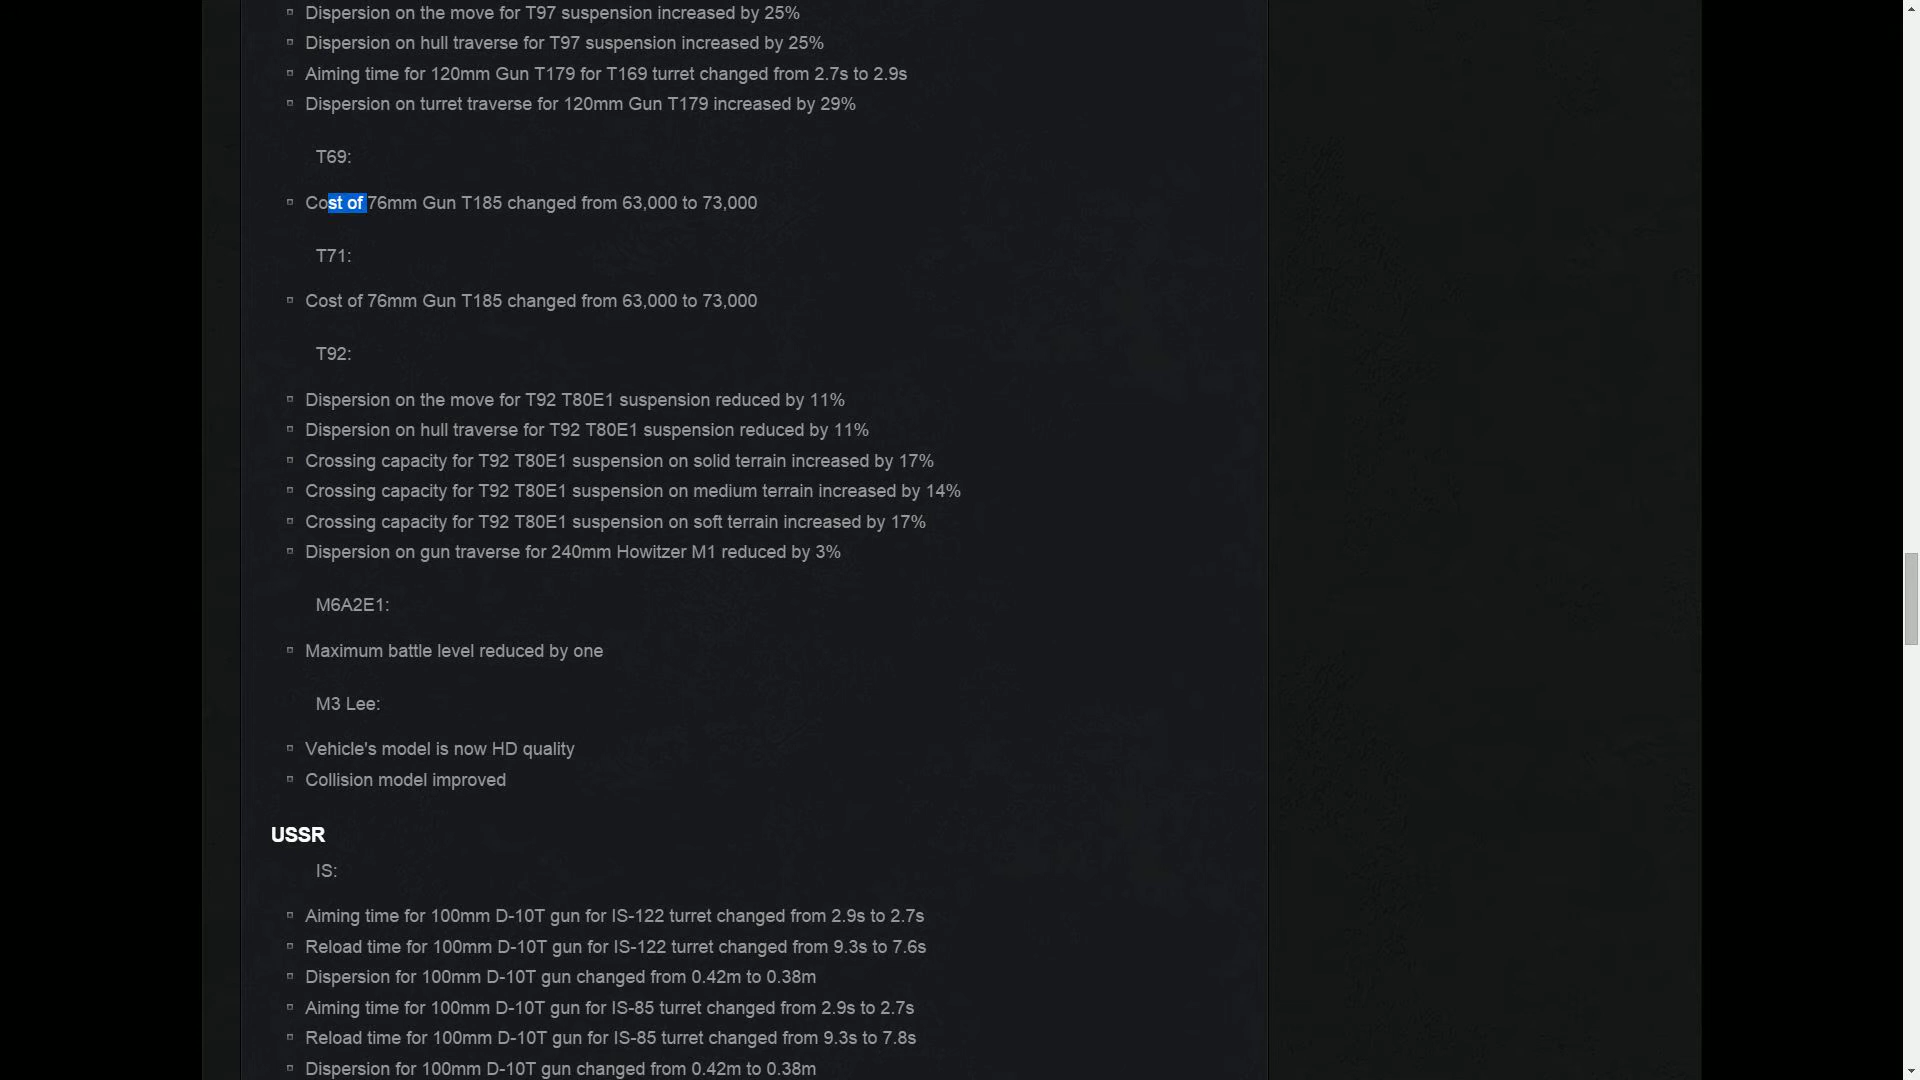 Dispersion on the move for T97 suspension increased by 25%
Dispersion on hull traverse for T97 suspension increased by 25%
Aiming time for 120mm Gun T179 for T169 turret changed from 2.7s to 2.9s
Dispersion on turret traverse for 120mm Gun T179 increased by 29%
T69:
Cost of 76mm Gun T185 changed from 63,000 to 73,000
T71:
Cost of 76mm Gun T185 changed from 63,000 to 73,000
T92:
Dispersion on the move for T92 T80E1 suspension reduced by 11%
Dispersion on hull traverse for T92 T80E1 suspension reduced by 11%
Crossing capacity for T92 T80E1 suspension on solid terrain increased by 17%
Crossing capacity for T92 T80E1 suspension on medium terrain increased by 14%
Crossing capacity for T92 T80E1 suspension on soft terrain increased by 17%
Dispersion on gun traverse for 240mm Howitzer M1 reduced by 3%
M6A2E1:
Maximum battle level reduced by one
M3 Lee:
Vehicle's model is now HD quality
Collision model improved
USSR
IS:
Aiming time for 100mm D-10T gun for IS-122 turret changed from 2.9s to 2.7s
Reload time for 100mm D-10T gun for IS-122 turret changed from 9.3s to 7.6s
Dispersion for 100mm D-10T gun changed from 0.42m to 0.38m
Aiming time for 100mm D-10T gun for IS-85 turret changed from 2.9s to 2.7s
Reload time for 100mm D-10T gun for IS-85 turret changed from 9.3s to 7.8s
Dispersion for 100mm D-10T gun changed from 0.42m to 0.38m